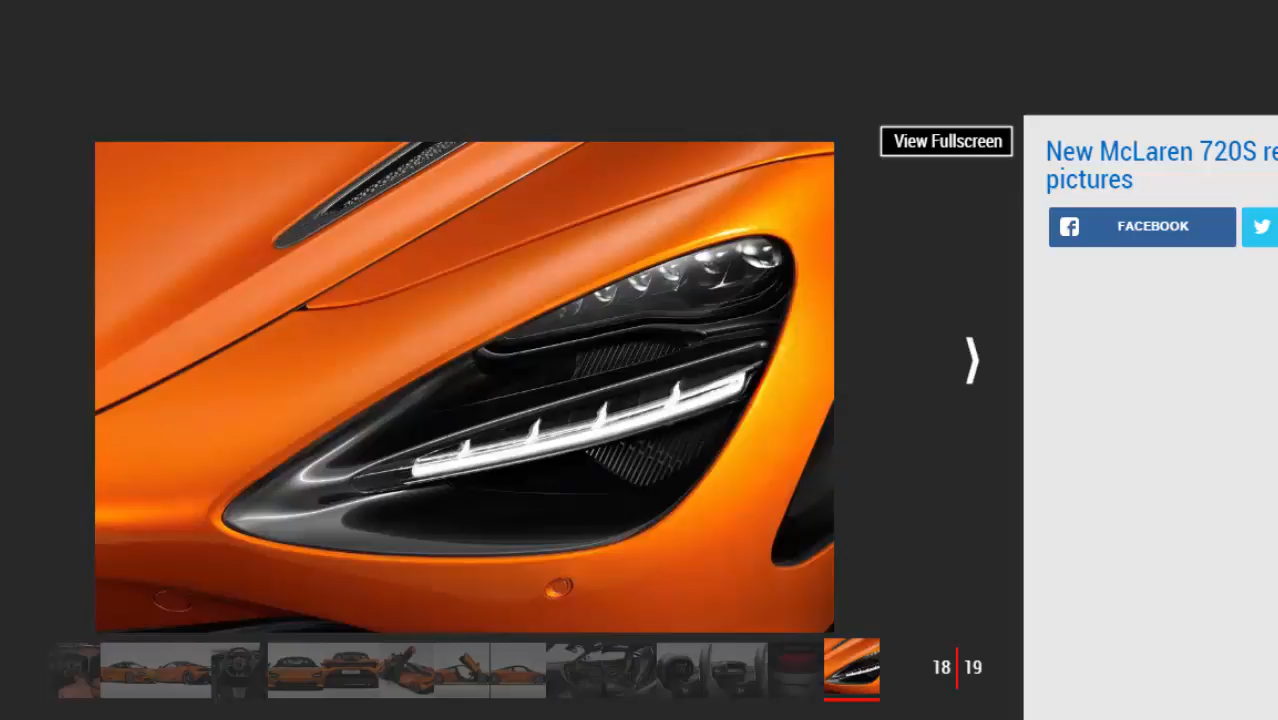 View Fullscreen
New McLaren 720S re
pictures
FACEBOOK
18 19